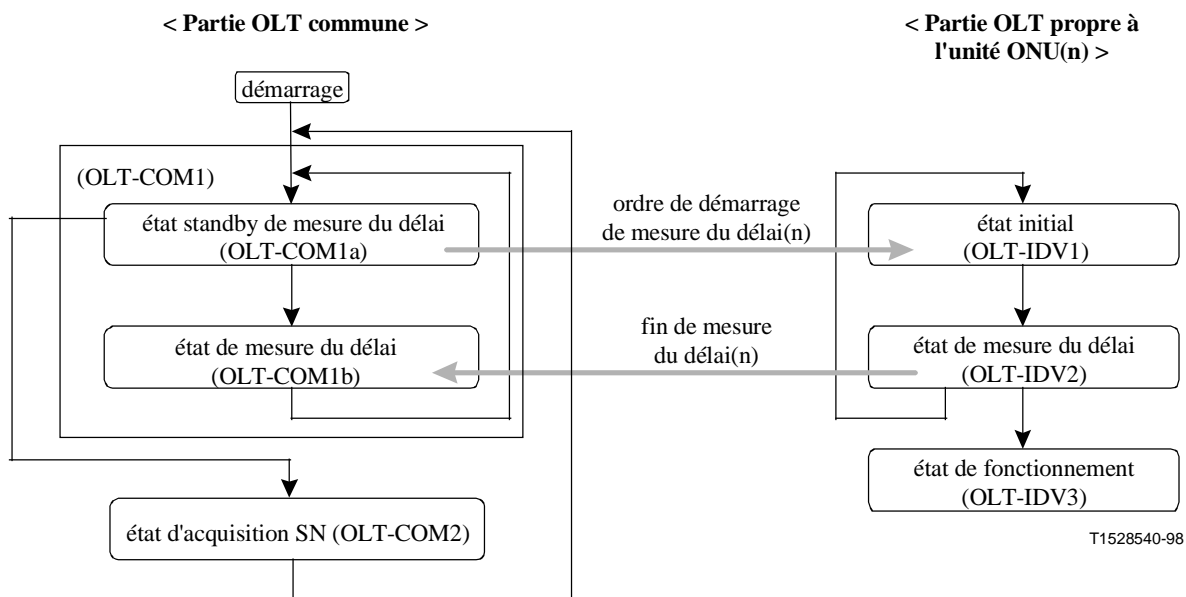 < Partie OLT commune >
< Partie OLT propre à
l'unité ONU(n) >
démarrage
(OLT-COM1)
état standby de mesure du délai
(OLT-COM1a)
ordre de démarrage
de mesure du délai(n)
état initial
(OLT-IDV1)
état de mesure du délai
(OLT-COM1b)
fin de mesure
du délai(n)
état de mesure du délai
(OLT-IDV2)
état de fonctionnement
(OLT-IDV3)
état d'acquisition SN (OLT-COM2)
T1528540-98